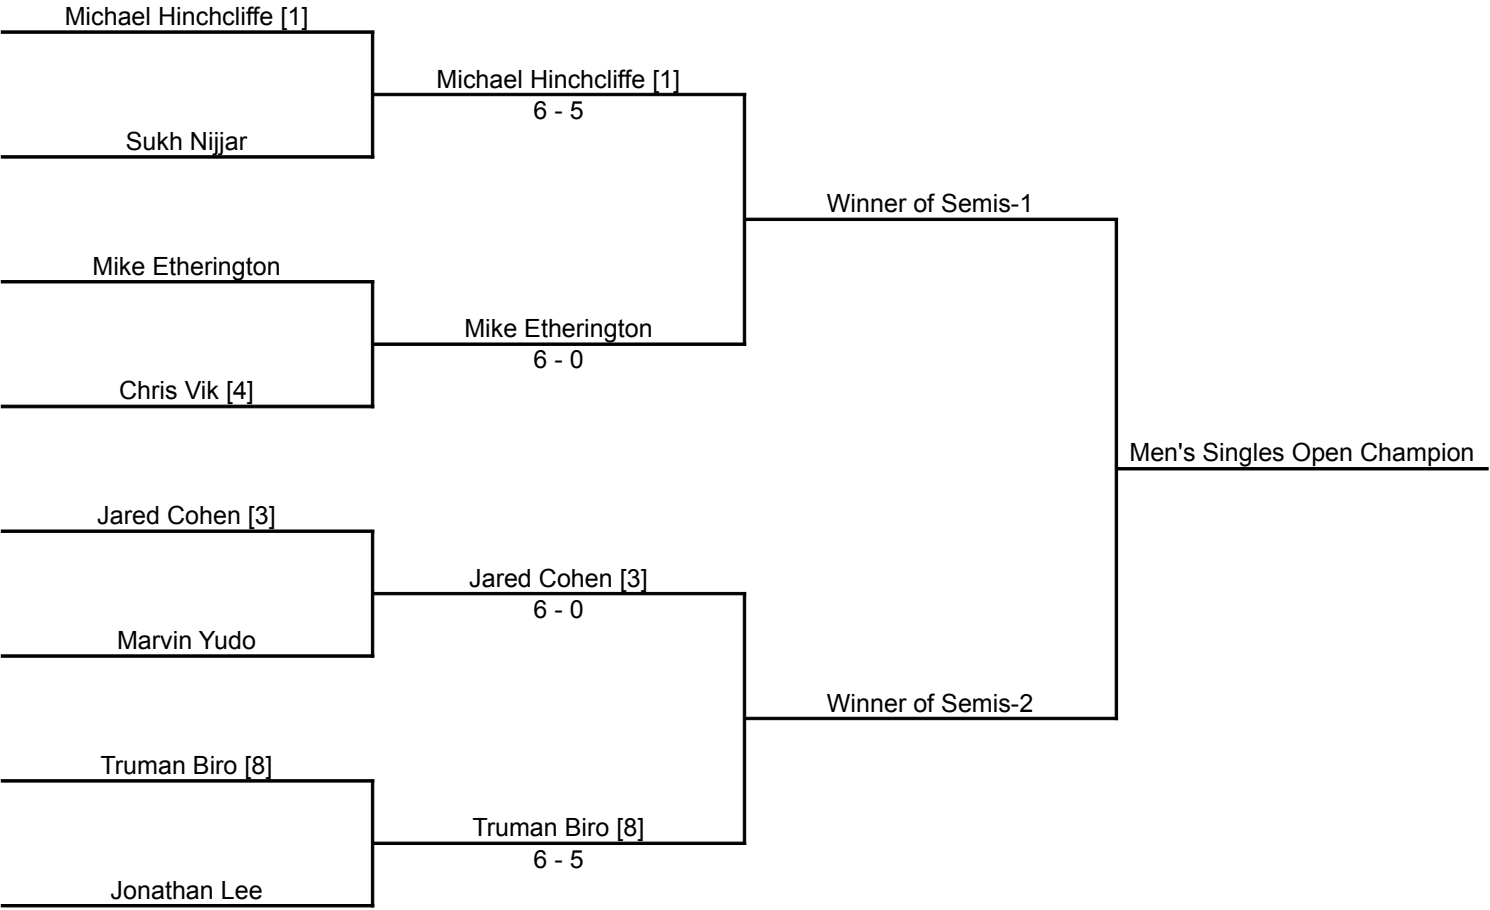 Michael Hinchcliffe [1]
Michael Hinchcliffe [1]
6 - 5
Sukh Nijjar
Winner of Semis-1
Mike Etherington
Mike Etherington
6 - 0
Chris Vik [4]
Men's Singles Open Champion
Jared Cohen [3]
Jared Cohen [3]
6 - 0
Marvin Yudo
Winner of Semis-2
Truman Biro [8]
Truman Biro [8]
6 - 5
Jonathan Lee